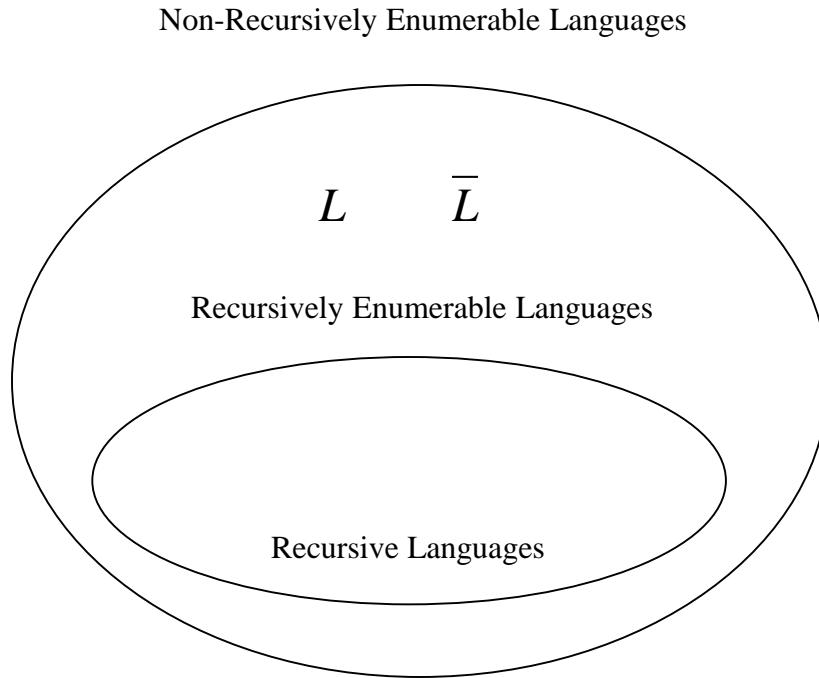 Non-Recursively Enumerable Languages
L L̅
Recursively Enumerable Languages
Recursive Languages